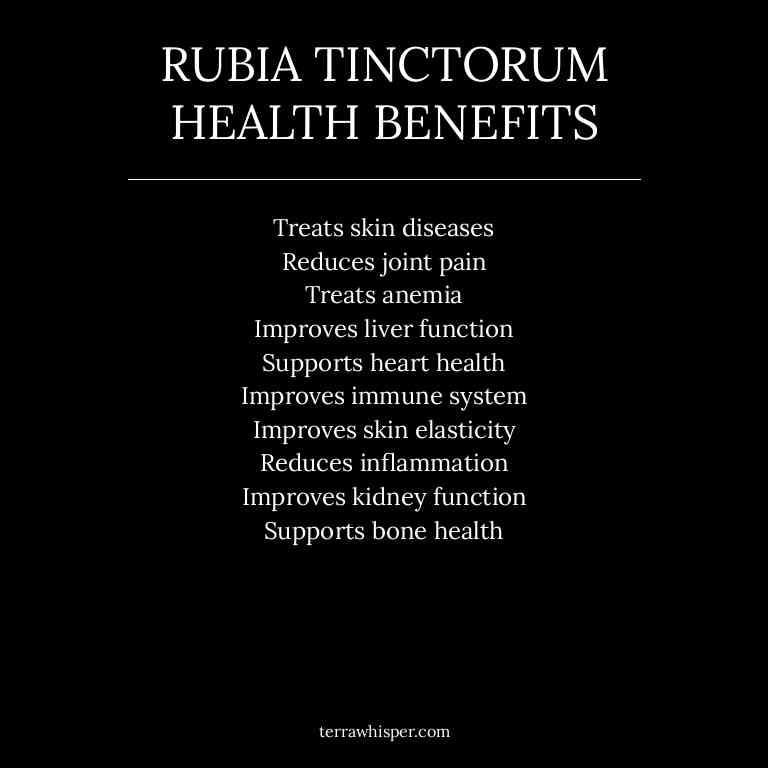 RUBIA TINCTORUM
HEALTH BENEFITS
Treats skin diseases
Reduces joint pain
Treats anemia
Improves liver function
Supports heart health
Improves immune system
Improves skin elasticity
Reduces inflammation
Improves kidney function
Supports bone health
terrawhisper.com